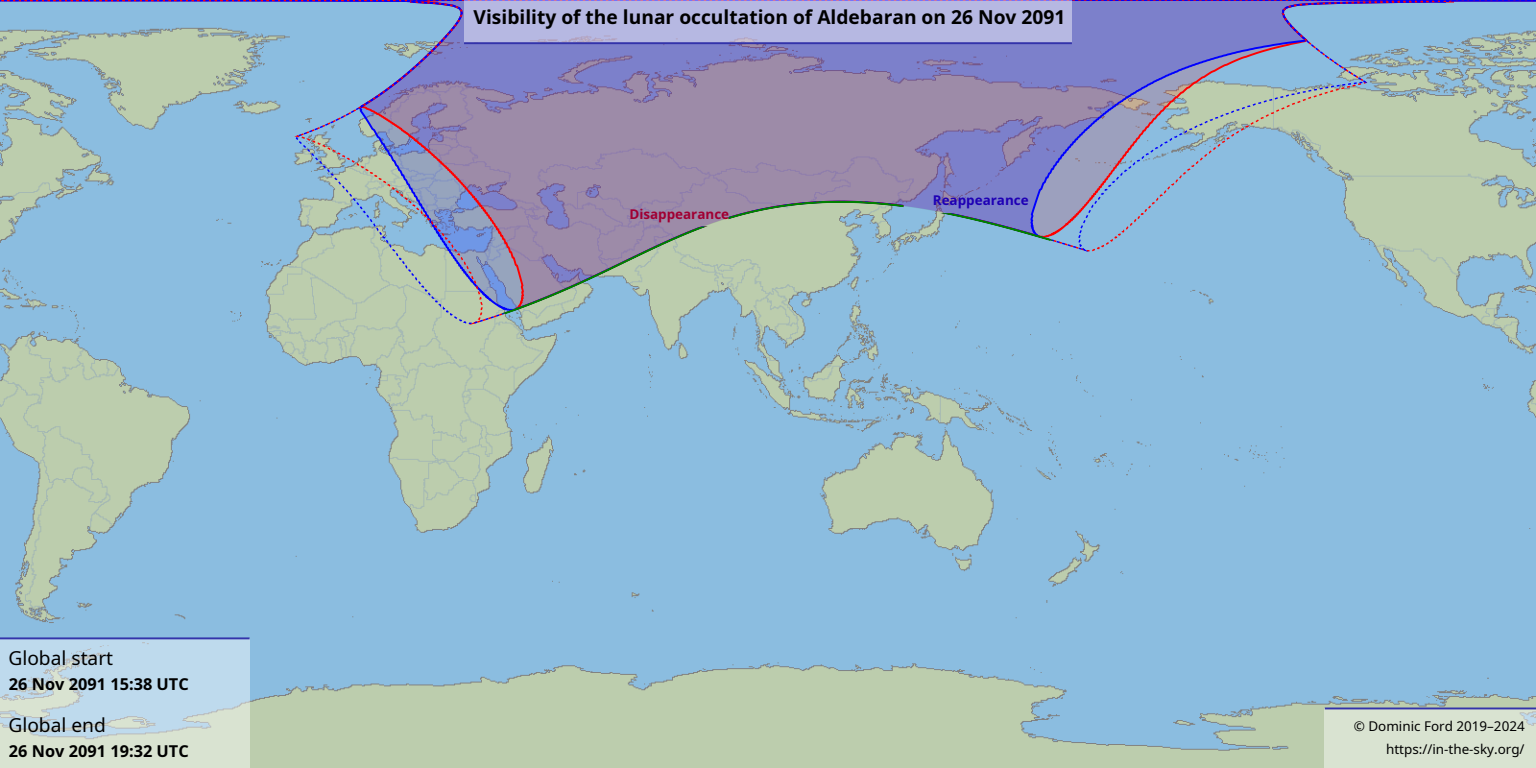 Visibility of the lunar occultation of Aldebaran on 26 Nov 2091
Reappearance
Disappearance
Global start
26 Nov 2091 15:38 UTC
Global end
26 Nov 2091 19:32 UTC
© Dominic Ford 2019–2024
https://in-the-sky.org/